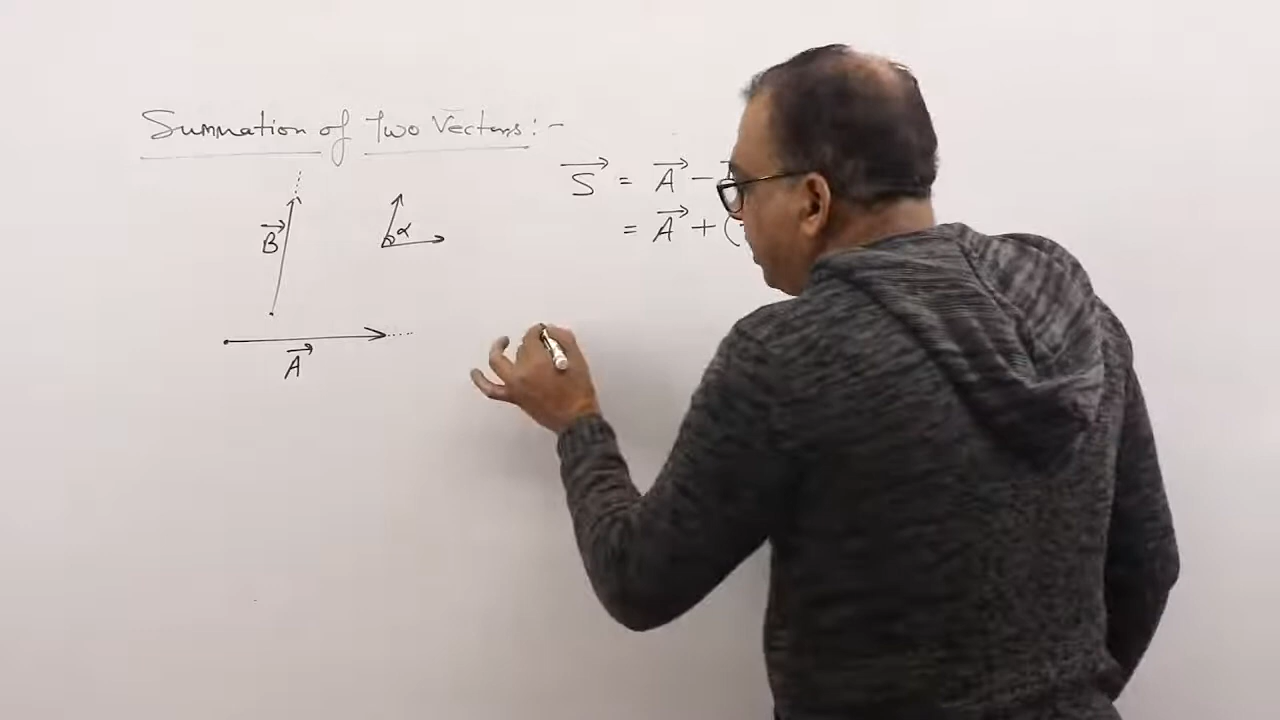 Summation of Two Vectors:-
B⃗
α
A⃗
S⃗ = A⃗ -
= A⃗ + (